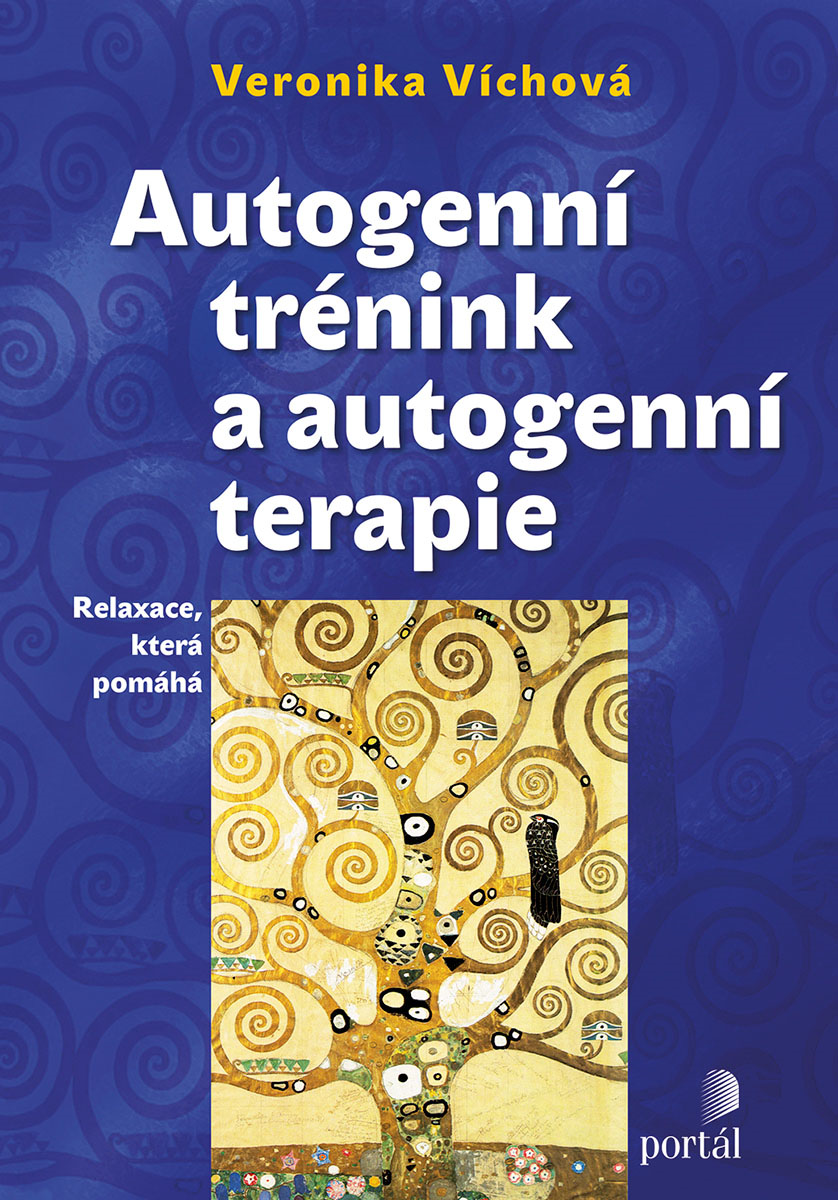 Veronika Víchová
Autogenní
trénink
a autogenní
terapie
Relaxace,
která
pomáhá
portál